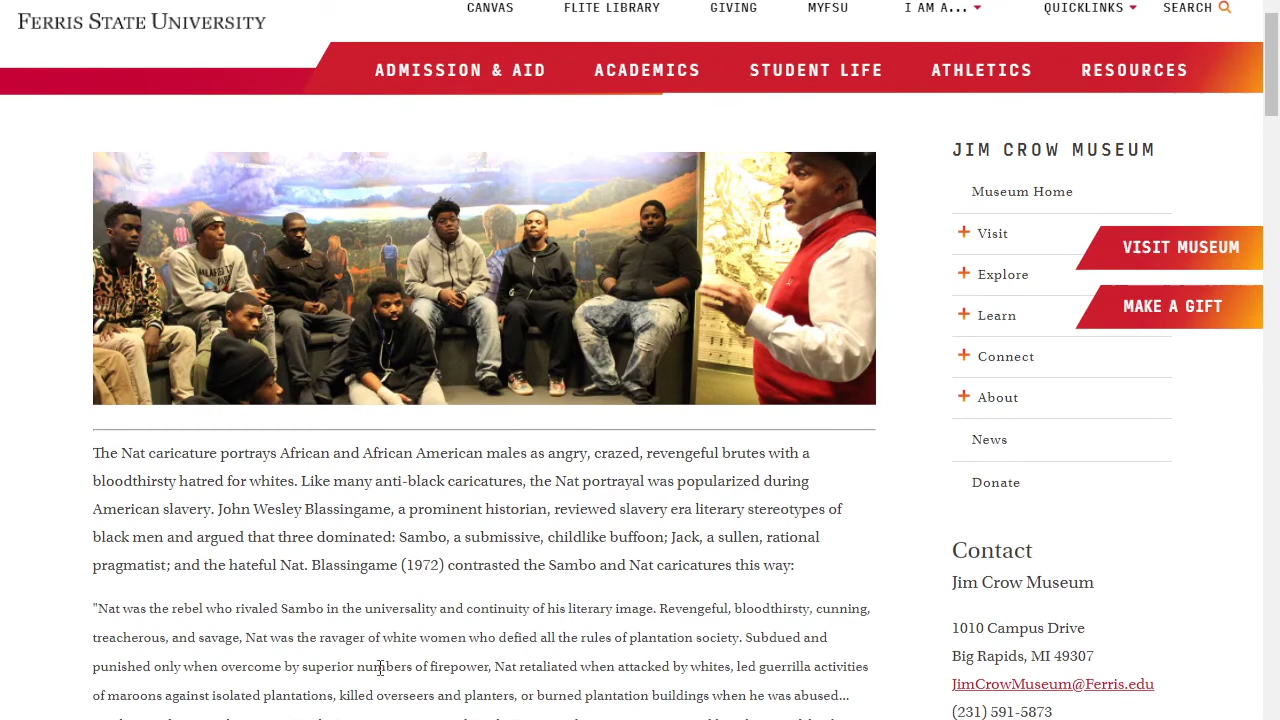 FERRIS STATE UNIVERSITY
CANVAS FLITE LIBRARY GIVING MYFSU I AM A... QUICKLINKS SEARCH
ADMISSION & AID ACADEMICS STUDENT LIFE ATHLETICS RESOURCES
The Nat caricature portrays African and African American males as angry, crazed, revengeful brutes with a
bloodthirsty hatred for whites. Like many anti-black caricatures, the Nat portrayal was popularized during
American slavery. John Wesley Blassingame, a prominent historian, reviewed slavery era literary stereotypes of
black men and argued that three dominated: Sambo, a submissive, childlike buffoon; Jack, a sullen, rational
pragmatist; and the hateful Nat. Blassingame (1972) contrasted the Sambo and Nat caricatures this way:
"Nat was the rebel who rivaled Sambo in the universality and continuity of his literary image. Revengeful, bloodthirsty, cunning,
treacherous, and savage, Nat was the ravager of white women who defied all the rules of plantation society. Subdued and
punished only when overcome by superior numbers of firepower, Nat retaliated when attacked by whites, led guerrilla activities
of maroons against isolated plantations, killed overseers and planters, or burned plantation buildings when he was abused...
JIM CROW MUSEUM
Museum Home
+ Visit
VISIT MUSEUM
+ Explore
MAKE A GIFT
+ Learn
+ Connect
+ About
News
Donate
Contact
Jim Crow Museum
1010 Campus Drive
Big Rapids, MI 49307
JimCrowMuseum@Ferris.edu
(231) 591-5873